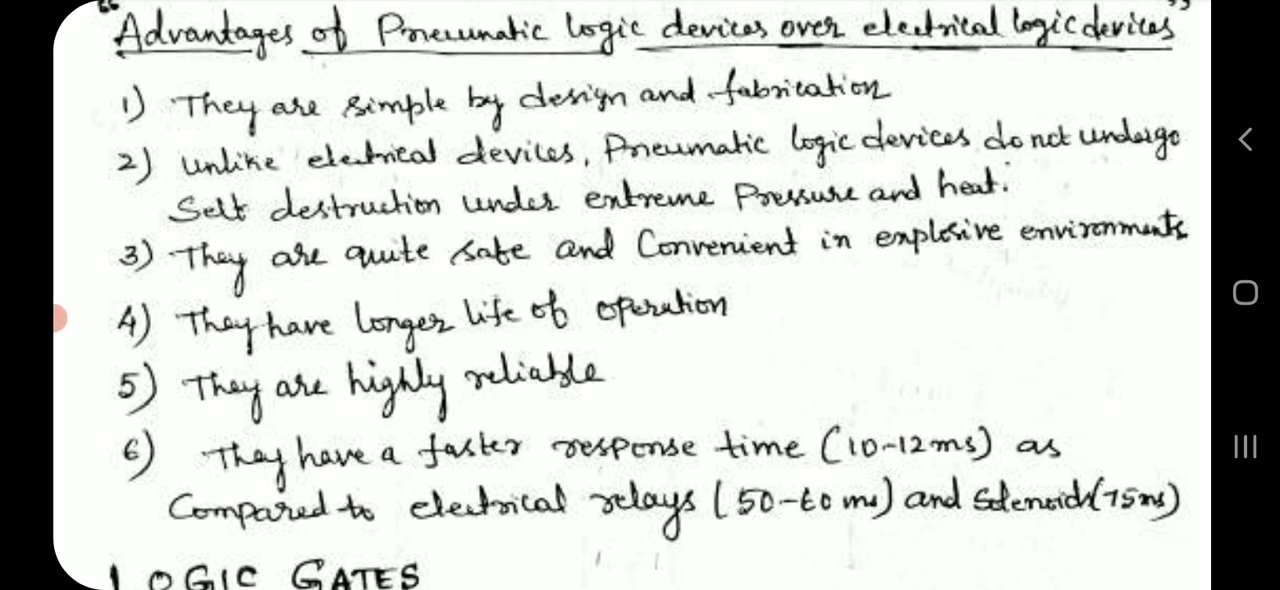 "Advantages of Pneumatic logic devices over electrical logic devices"
1) They are simple by design and fabrication
2) unlike electrical devices, Pneumatic logic devices do not undergo
Self destruction under extreme Pressure and heat.
3) They are quite safe and Convenient in explosive environments
4) They have longer life of operation
5) They are highly reliable
6) They have a faster response time (10-12ms) as
Compared to electrical relays (50-60 ms) and Solenoids (75ms)
LOGIC GATES